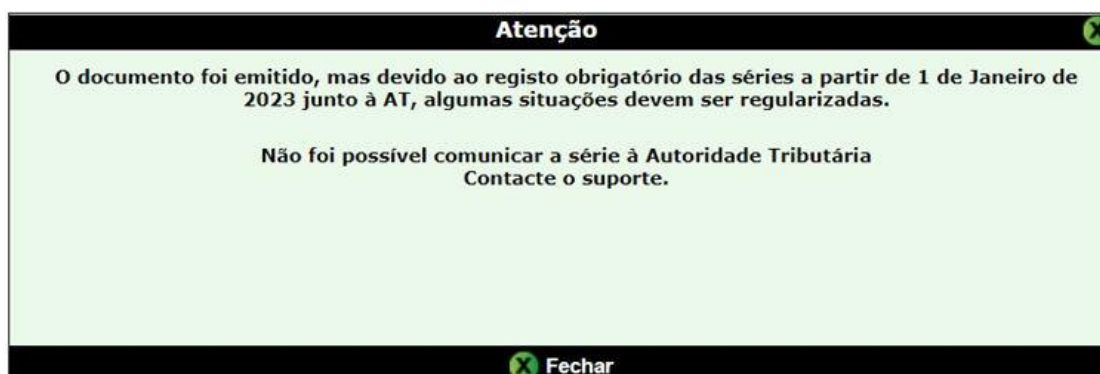 Atenção
O documento foi emitido, mas devido ao registo obrigatório das séries a partir de 1 de Janeiro de
2023 junto à AT, algumas situações devem ser regularizadas.
Não foi possível comunicar a série à Autoridade Tributária
Contacte o suporte.
Fechar